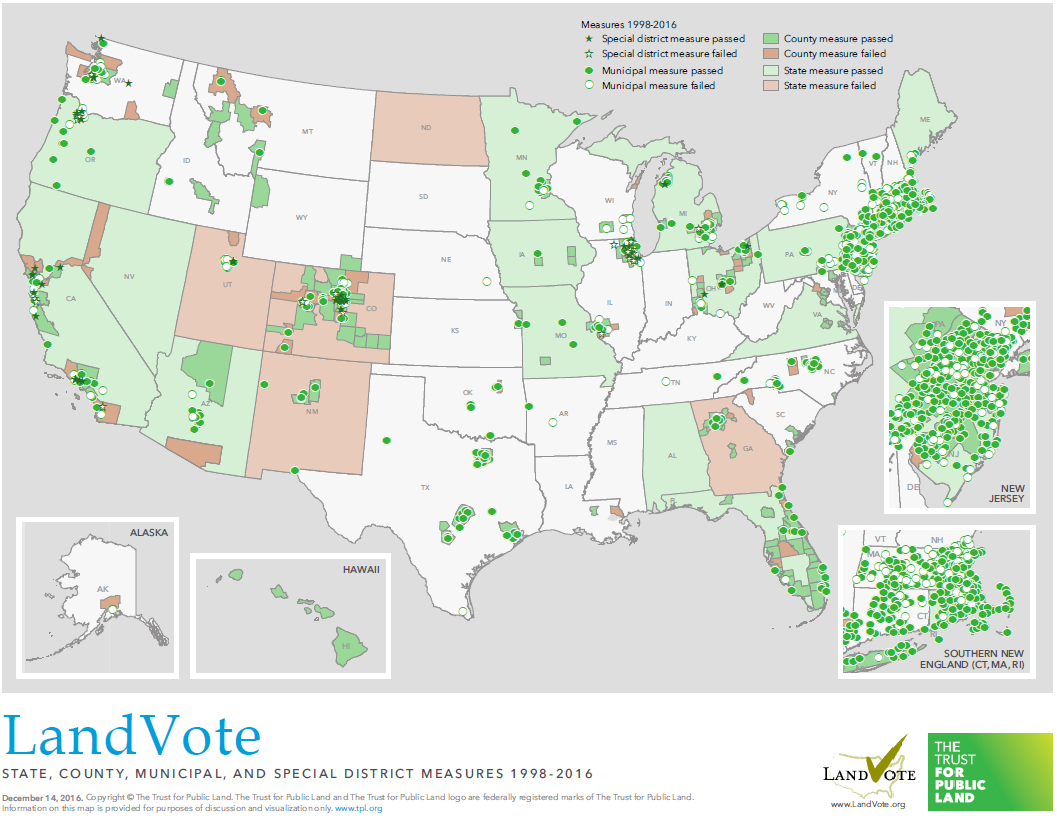 Measures 1998-2016
Special district measure passed
Special district measure failed
Municipal measure passed
Municipal measure failed
County measure passed
County measure failed
State measure passed
State measure failed
WA
OR
CA
NV
ID
MT
WY
UT
CO
AZ
NM
ND
SD
NE
KS
OK
TX
MN
IA
MO
AR
LA
WI
IL
MI
IN
OH
KY
TN
MS
AL
GA
FL
SC
NC
VA
WV
PA
NY
VT
NH
ME
DE
ALASKA
AK
HAWAII
HI
PA
NY
NJ
DE
NEW
JERSEY
VT
NH
MA
CT
RI
SOUTHERN NEW
ENGLAND (CT, MA, RI)
LandVote
STATE, COUNTY, MUNICIPAL, AND SPECIAL DISTRICT MEASURES 1998-2016
December 14, 2016. Copyright © The Trust for Public Land. The Trust for Public Land and The Trust for Public Land logo are federally registered marks of The Trust for Public Land.
Information on this map is provided for purposes of discussion and visualization only. www.tpl.org
LANDVOTE
www.LandVote.org
THE
TRUST
FOR
PUBLIC
LAND